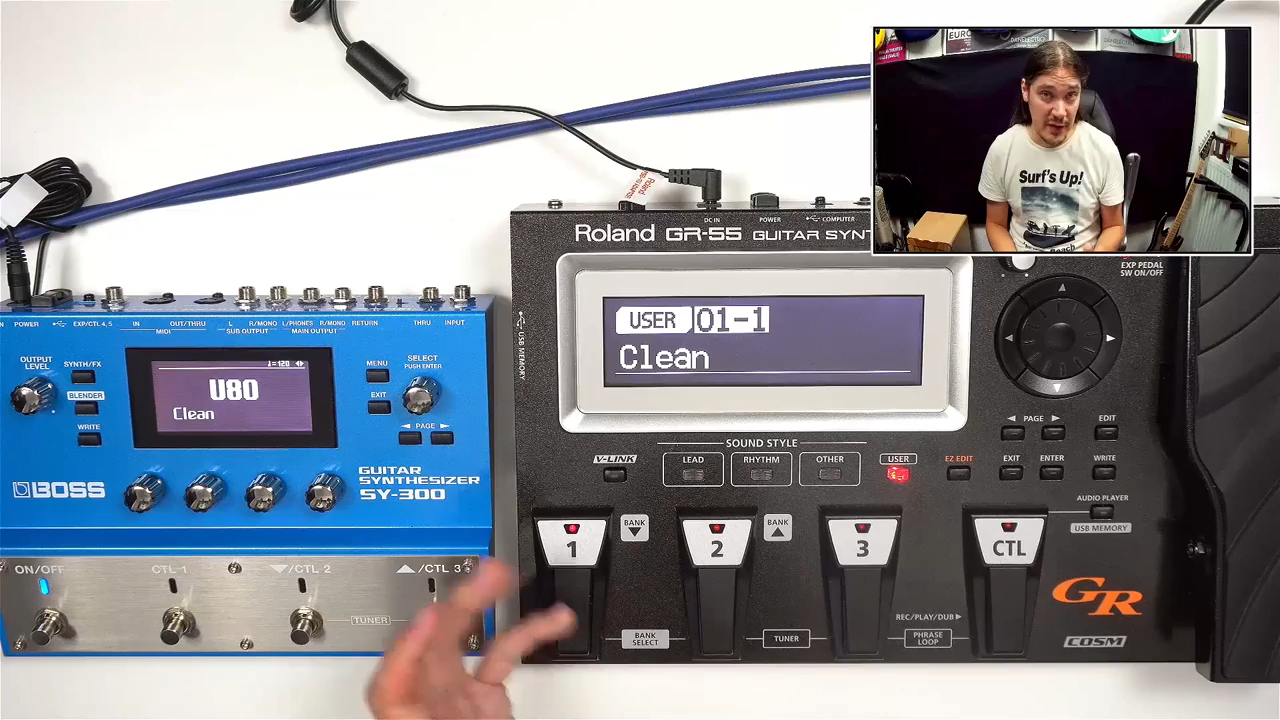 EURO
DANELECTRO
Surf's Up!
Beach
Roland
DC IN
POWER
COMPUTER
Roland GR-55 GUITAR SYNT
EXP PEDAL
SW ON/OFF
USB MEMORY
USER 01-1
Clean
PAGE
EDIT
SOUND STYLE
V-LINK
LEAD
RHYTHM
OTHER
USER
EZ EDIT
EXIT
ENTER
WRITE
AUDIO PLAYER
USB MEMORY
1
BANK
2
BANK
3
CTL
GR
REC/PLAY/DUB
BANK
SELECT
TUNER
PHRASE
LOOP
COSM
POWER
EXP/CTL 4,5
IN
OUT/THRU
MIDI
L
R/MONO
SUB OUTPUT
L/PHONES
R/MONO
MAIN OUTPUT
RETURN
THRU
INPUT
OUTPUT
LEVEL
SYNTH/FX
BLENDER
WRITE
=120
U80
Clean
MENU
EXIT
SELECT
PUSH ENTER
PAGE
BOSS
GUITAR
SYNTHESIZER
SY-300
ON/OFF
CTL 1
/CTL 2
/CTL 3
TUNER